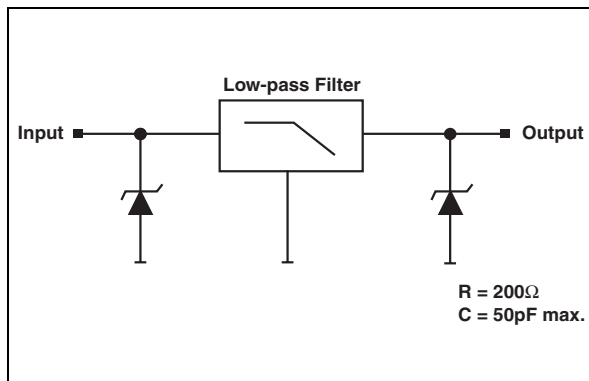 Low-pass Filter
Input
Output
R = 200Ω
C = 50pF max.